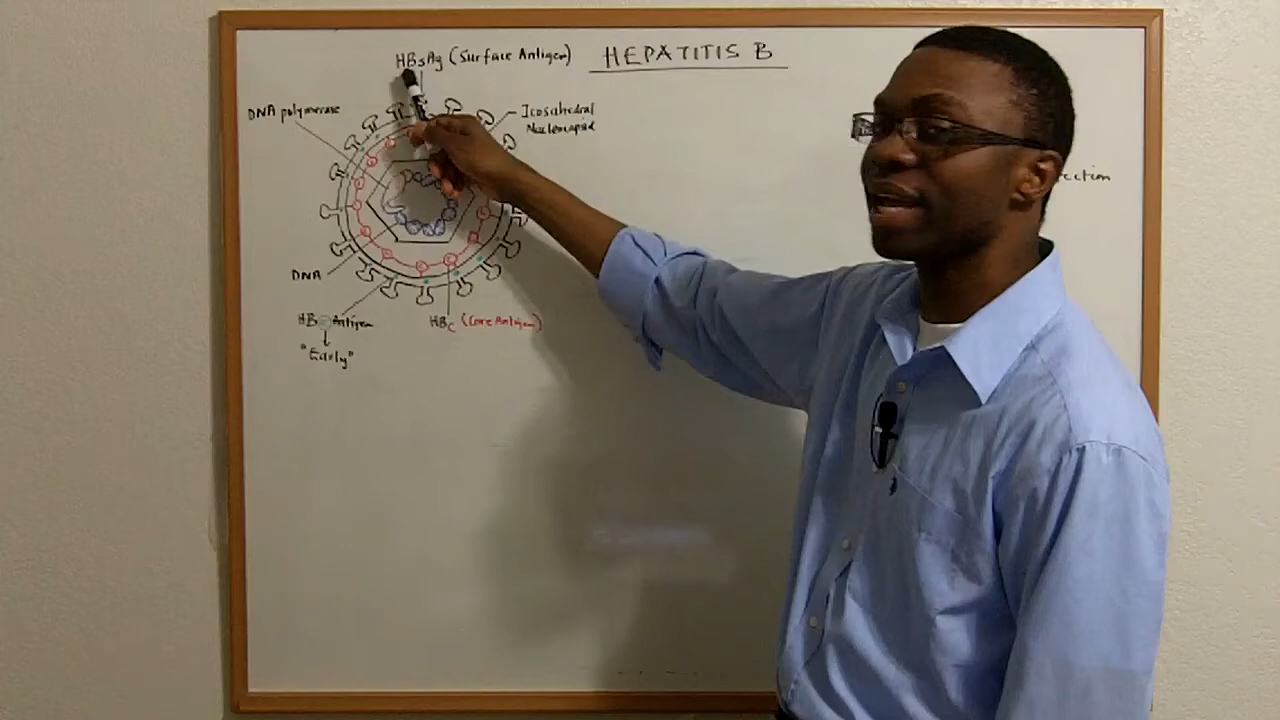 HBsAg (Surface Antigen)
HEPATITIS B
DNA polymerase
Icosahedral
Nucleocapsid
DNA
HBe Antigen
"Early"
HBc (Core Antigen)